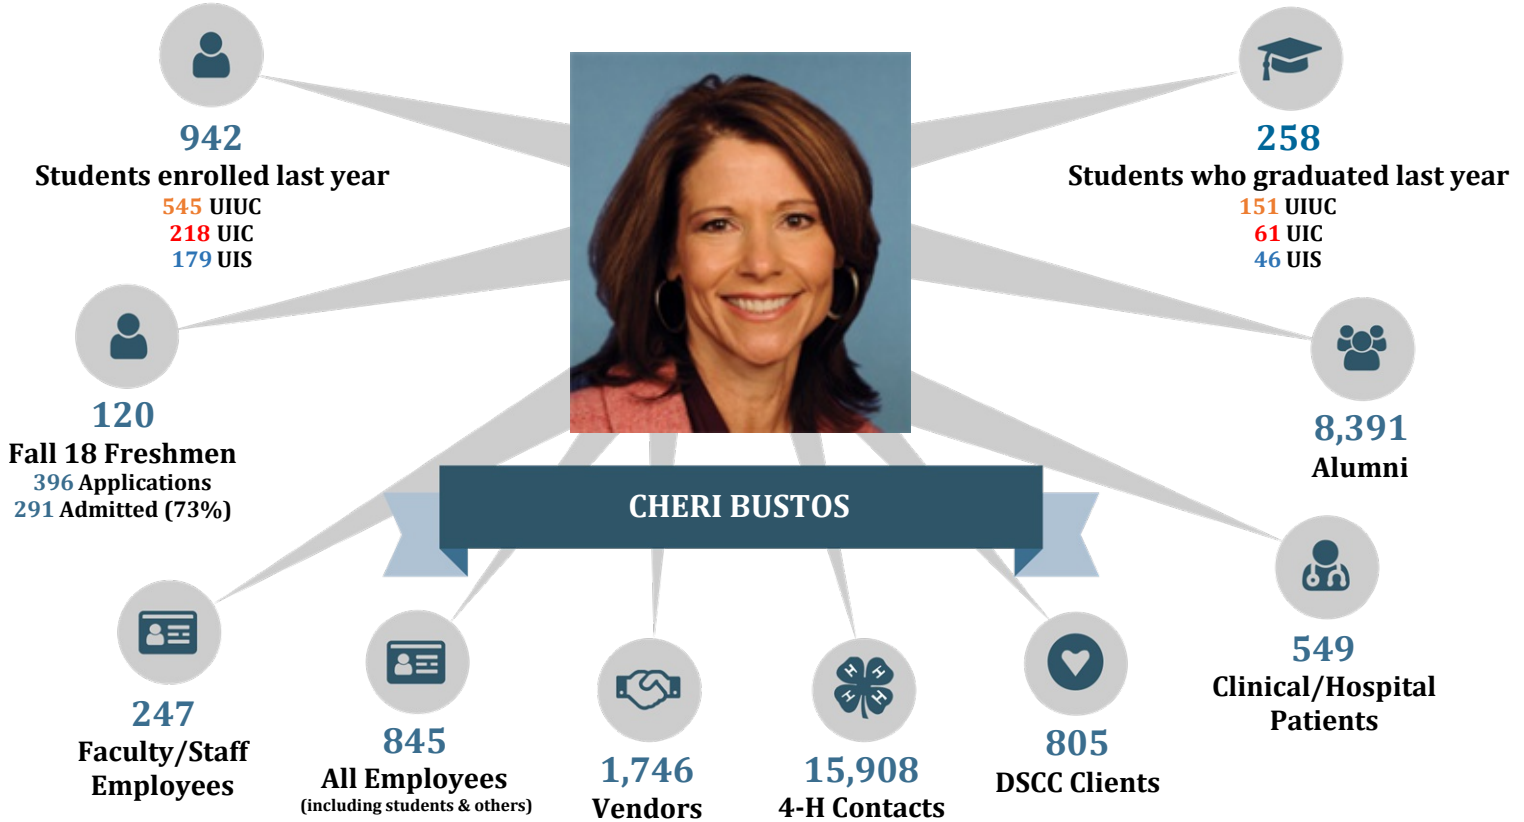 942
Students enrolled last year
545 UIUC
218 UIC
179 UIS
258
Students who graduated last year
151 UIUC
61 UIC
46 UIS
120
Fall 18 Freshmen
396 Applications
291 Admitted (73%)
8,391
Alumni
CHERI BUSTOS
247
Faculty/Staff
Employees
845
All Employees
(including students & others)
1,746
Vendors
H
H
H
H
15,908
4-H Contacts
805
DSCC Clients
549
Clinical/Hospital
Patients